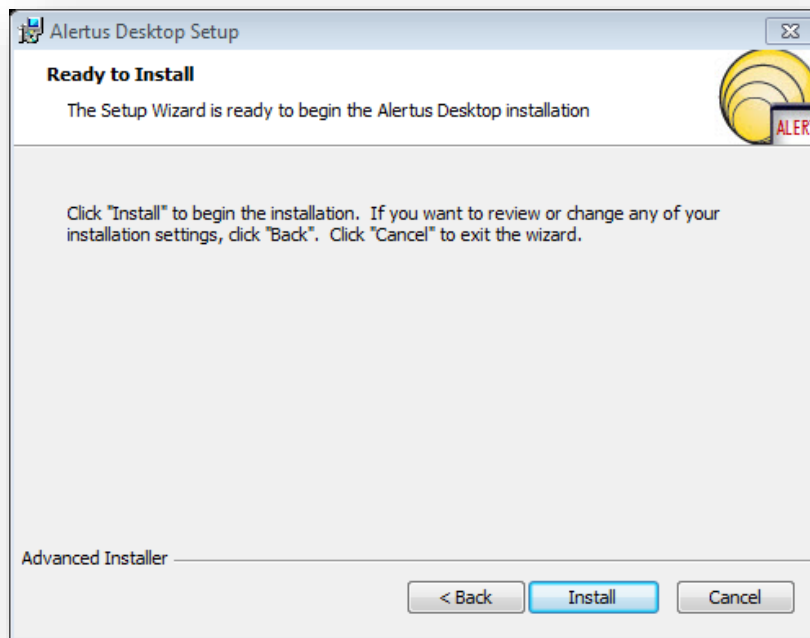 Alertus Desktop Setup
Ready to Install
The Setup Wizard is ready to begin the Alertus Desktop installation
ALER
Click "Install" to begin the installation.  If you want to review or change any of your
installation settings, click "Back".  Click "Cancel" to exit the wizard.
Advanced Installer
< Back
Install
Cancel